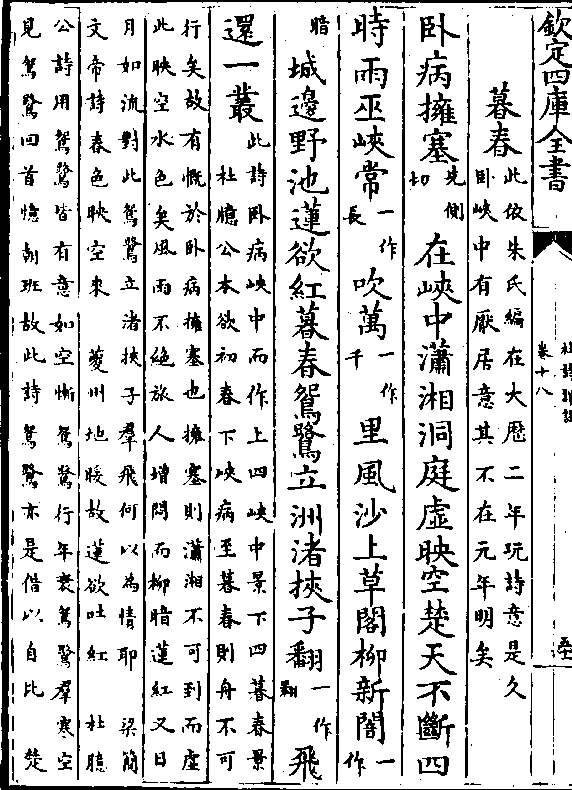 欽定四庫全書
杜詩詳註
卷十八
暮春
此依朱氏編在大厯二年玩詩意是久
卧峽中有厭居意其不在元年明矣
卧病擁塞
先側
切
在峽中瀟湘洞庭虛映空楚天不斷四
時雨巫峽常
一作
長
吹萬
一作
千
里風沙上草閣柳新闇
一作
暗
城邊野池蓮欲紅暮春鴛鷺立洲渚挾子翻
一作
翻
飛
還一叢
此詩卧病峽中而作上四峽中景下四暮春景
杜臆公本欲初春下峽病至暮春則舟不可
行矣故有慨於卧病擁塞也擁塞則瀟湘不可到而虛
此映空水色矣風雨不絶旅人增悶而柳暗蓮紅又日
月如流對此鴛鷺立渚挾子羣飛何以為情耶　梁簡
文帝詩春色映空來　夔州地暖故蓮欲吐紅　杜臆
公詩用鴛鷺皆有意如空慚鴛鷺行年衰鴛鷺羣寒空
見鴛鷺回首憶朝班故此詩鴛鷺亦是借以自比　楚